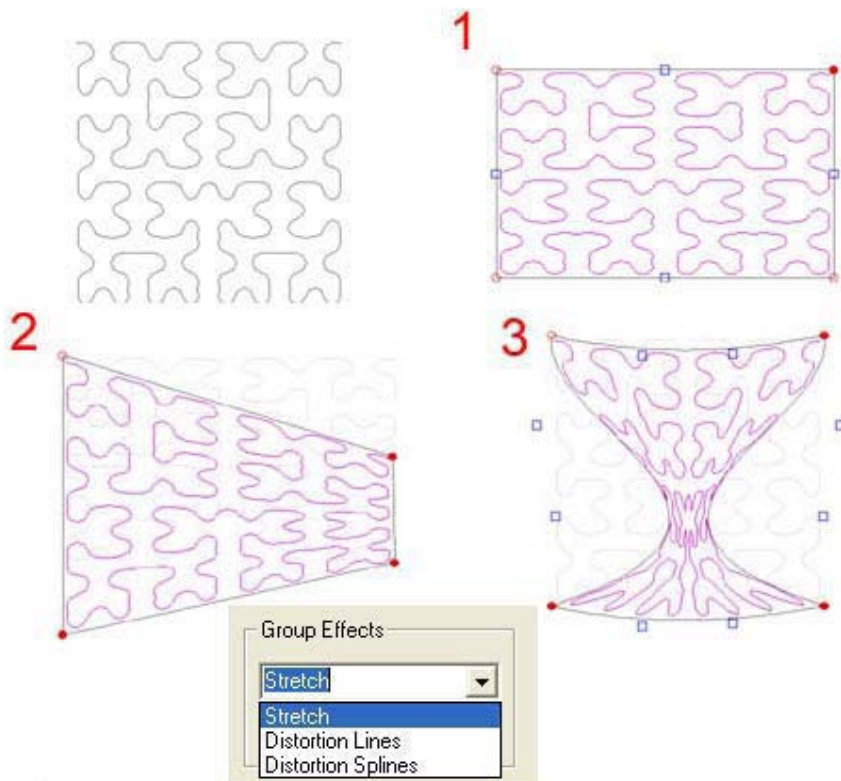 1
2
3
Group Effects
Stretch
Stretch
Distortion Lines
Distortion Splines